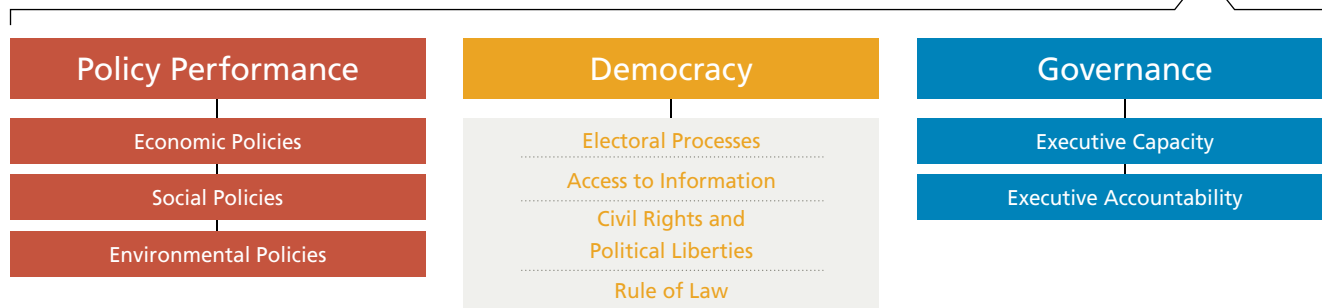 Policy Performance
Economic Policies
Social Policies
Environmental Policies
Democracy
Electoral Processes
Access to Information
Civil Rights and
Political Liberties
Rule of Law
Governance
Executive Capacity
Executive Accountability